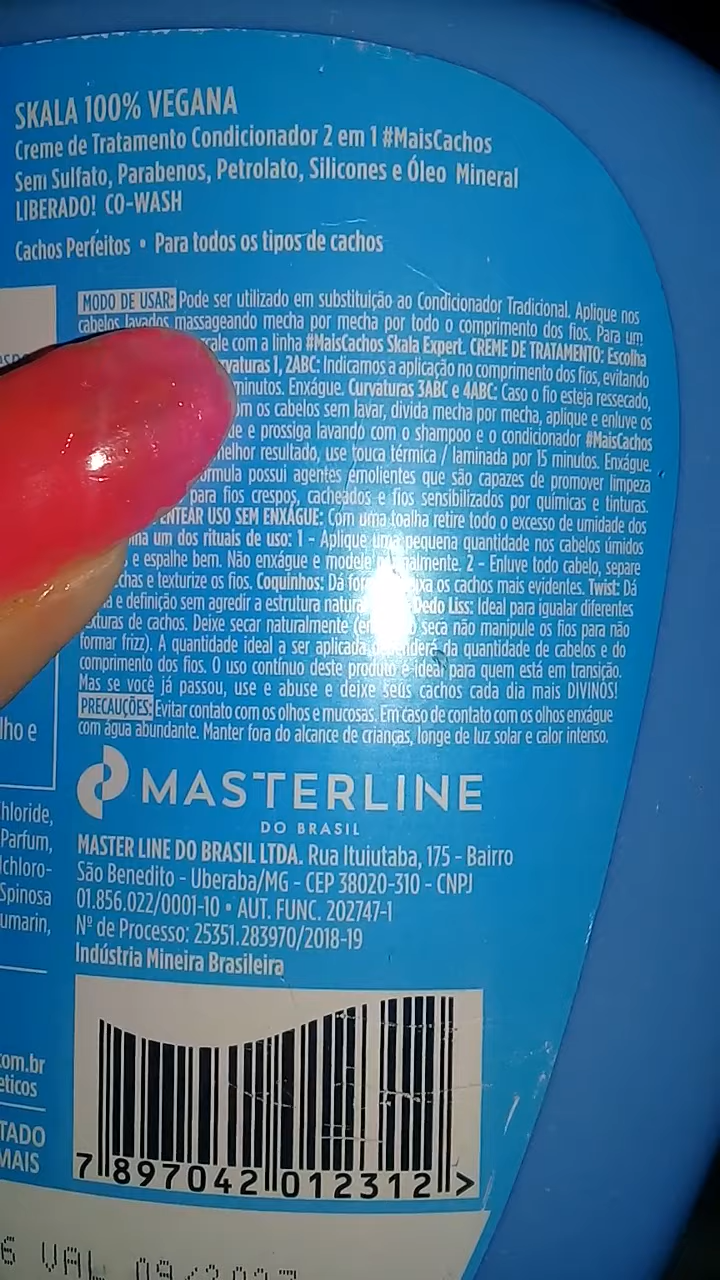 SKALA 100% VEGANA
Creme de Tratamento Condicionador 2 em 1 #MaisCachos
Sem Sulfato, Parabenos, Petrolato, Silicones e Óleo Mineral
LIBERADO! CO-WASH
Cachos Perfeitos • Para todos os tipos de cachos
MODO DE USAR: Pode ser utilizado em substituição ao Condicionador Tradicional. Aplique nos
cabelos lavados massageando mecha por mecha por todo o comprimento dos fios. Para um
com a linha #MaisCachos Skala Expert. CREME DE TRATAMENTO: Escolha
1, 2ABC: Indicamos a aplicação no comprimento dos fios, evitando
minutos. Enxágue. Curvaturas 3ABC e 4ABC: Caso o fio esteja ressecado,
os cabelos sem lavar, divida mecha por mecha, aplique e enluve os
e prossiga lavando com o shampoo e o condicionador #MaisCachos
resultado, use touca térmica / laminada por 15 minutos. Enxágue.
possui agentes emolientes que são capazes de promover limpeza
para fios crespos, cacheados e fios sensibilizados por químicas e tinturas.
USO SEM ENXÁGUE: Com uma toalha retire todo o excesso de umidade dos
um dos rituais de uso: 1 - Aplique uma pequena quantidade nos cabelos úmidos
e espalhe bem. Não enxágue e modele 2 - Enluve todo cabelo, separe
e texturize os fios. Coquinhos: Dá os cachos mais evidentes. Twist: Dá
e definição sem agredir a estrutura Dedo Liss: Ideal para igualar diferentes
de cachos. Deixe secar naturalmente seca não manipule os fios para não
formar frizz). A quantidade ideal a ser aplicada dependerá da quantidade de cabelos e do
comprimento dos fios. O uso contínuo deste produto é ideal para quem está em transição.
Mas se você já passou, use e abuse e deixe seus cachos cada dia mais DIVINOS!
PRECAUÇÕES: Evitar contato com os olhos e mucosas. Em caso de contato com os olhos enxágue
com água abundante. Manter fora do alcance de crianças, longe de luz solar e calor intenso.
MASTERLINE
DO BRASIL
MASTER LINE DO BRASIL LTDA. Rua Ituiutaba, 175 - Bairro
São Benedito - Uberaba/MG - CEP 38020-310 - CNPJ
01.856.022/0001-10 • AUT. FUNC. 202747-1
Nº de Processo: 25351.283970/2018-19
Indústria Mineira Brasileira
7 897042 012312 >
lho e
hloride,
Parfum,
lchloro-
Spinosa
umarin,
com.br
eticos
TADO
MAIS
6 VAL